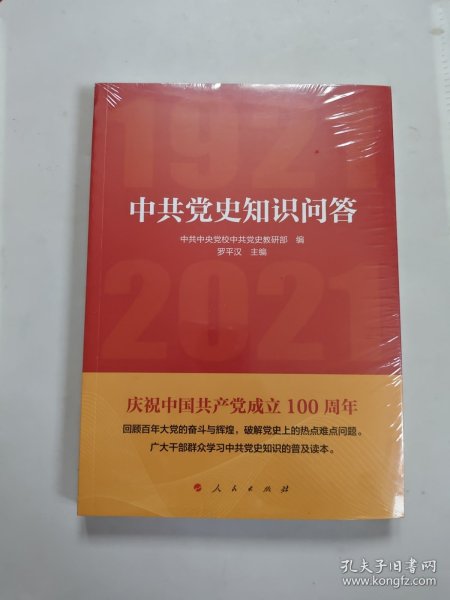 1921
中共党史知识问答
中共中央党校中共党史教研部 编
罗平汉 主编
2021
庆祝中国共产党成立100周年
回顾百年大党的奋斗与辉煌，破解党史上的热点难点问题。
广大干部群众学习中共党史知识的普及读本。
人民出版社
孔夫子旧书网
www.kongfz.com